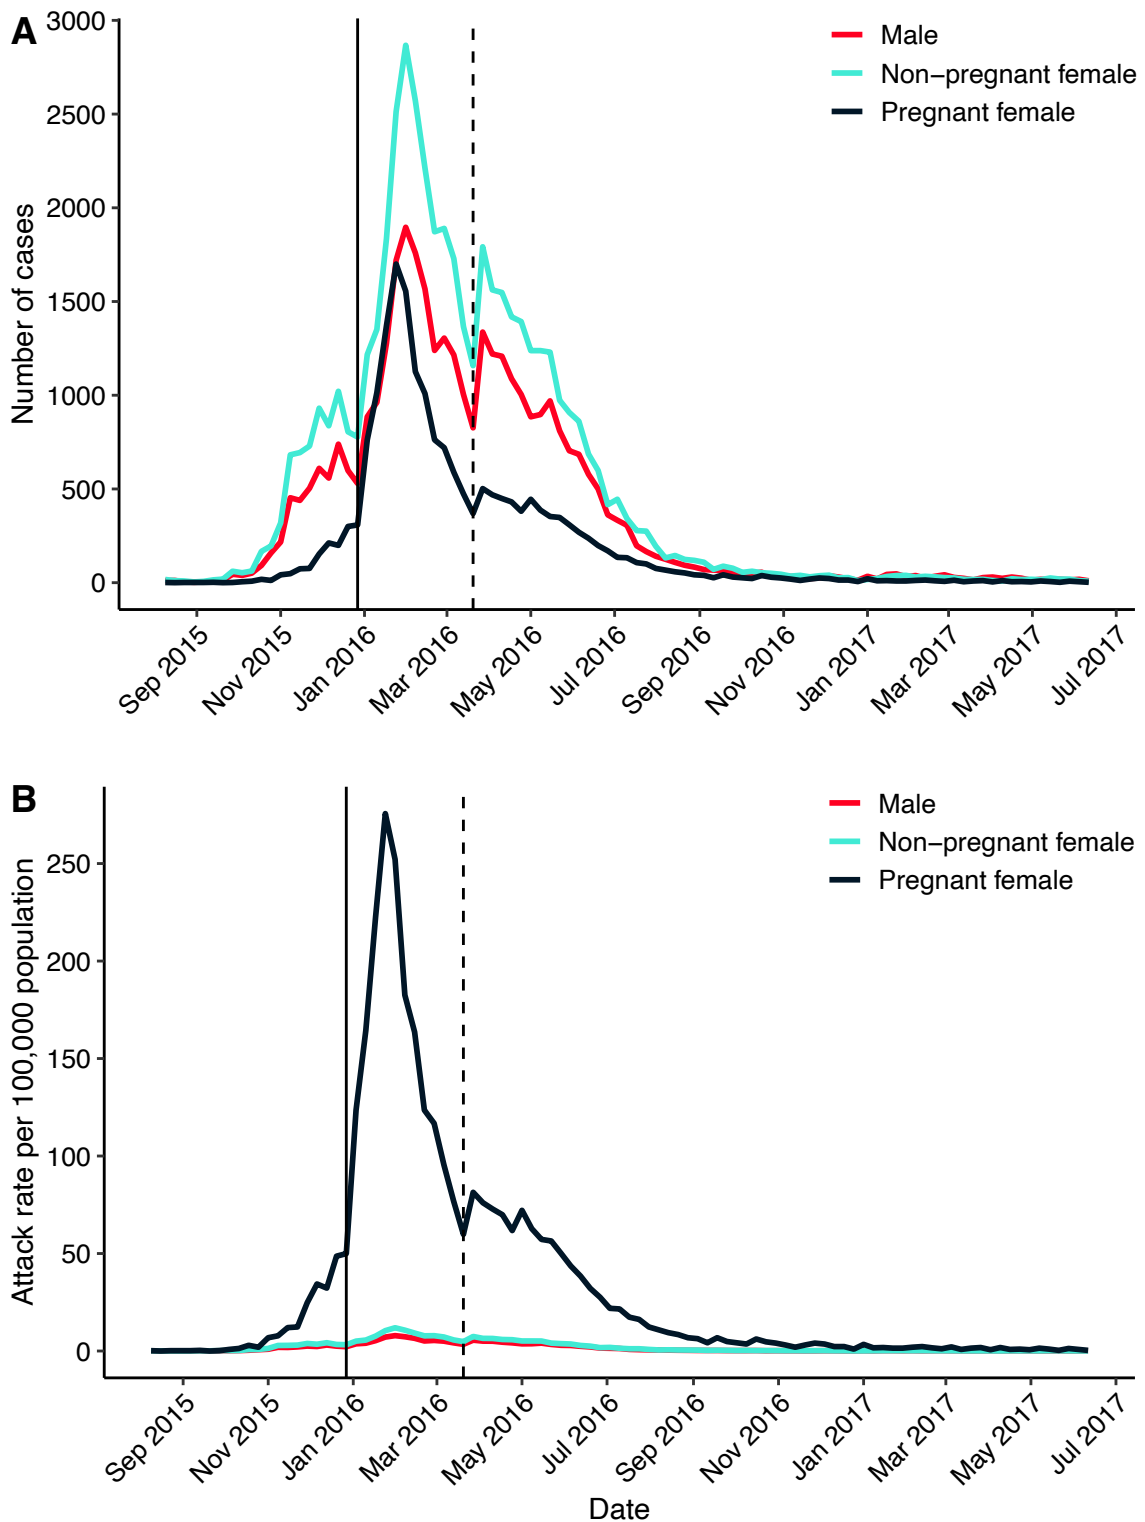 A
Number of cases
3000
2500
2000
1500
1000
500
0
Male
Non−pregnant female
Pregnant female
Sep 2015
Nov 2015
Jan 2016
Mar 2016
May 2016
Jul 2016
Sep 2016
Nov 2016
Jan 2017
Mar 2017
May 2017
Jul 2017
B
Attack rate per 100,000 population
250
200
150
100
50
0
Male
Non−pregnant female
Pregnant female
Sep 2015
Nov 2015
Jan 2016
Mar 2016
May 2016
Jul 2016
Sep 2016
Nov 2016
Jan 2017
Mar 2017
May 2017
Jul 2017
Date